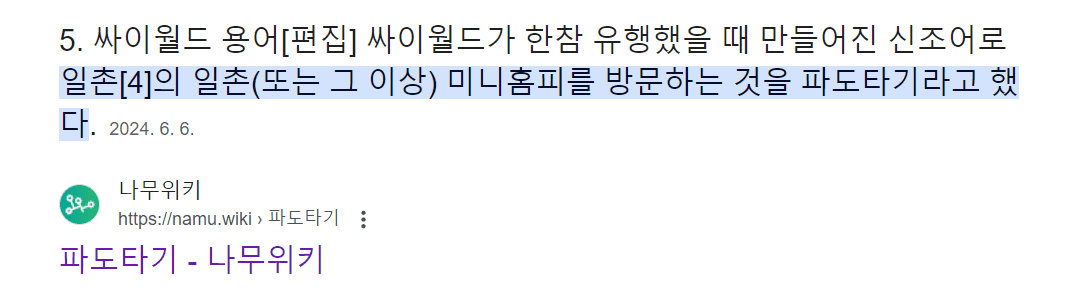 5. 싸이월드 용어[편집] 싸이월드가 한참 유행했을 때 만들어진 신조어로
일촌[4]의 일촌(또는 그 이상) 미니홈피를 방문하는 것을 파도타기라고 했
다. 2024. 6. 6.
나무위키
https://namu.wiki › 파도타기
파도타기 - 나무위키